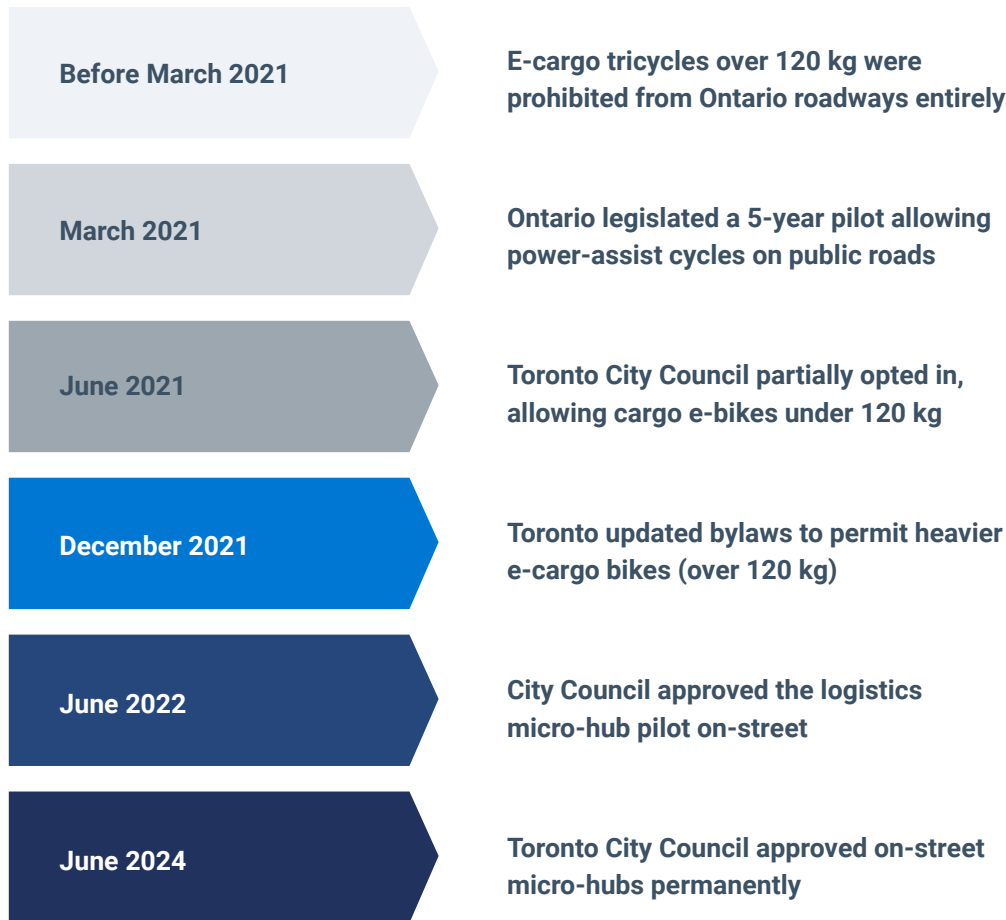 Before March 2021
E-cargo tricycles over 120 kg were
prohibited from Ontario roadways entirely
March 2021
Ontario legislated a 5-year pilot allowing
power-assist cycles on public roads
June 2021
Toronto City Council partially opted in,
allowing cargo e-bikes under 120 kg
December 2021
Toronto updated bylaws to permit heavier
e-cargo bikes (over 120 kg)
June 2022
City Council approved the logistics
micro-hub pilot on-street
June 2024
Toronto City Council approved on-street
micro-hubs permanently